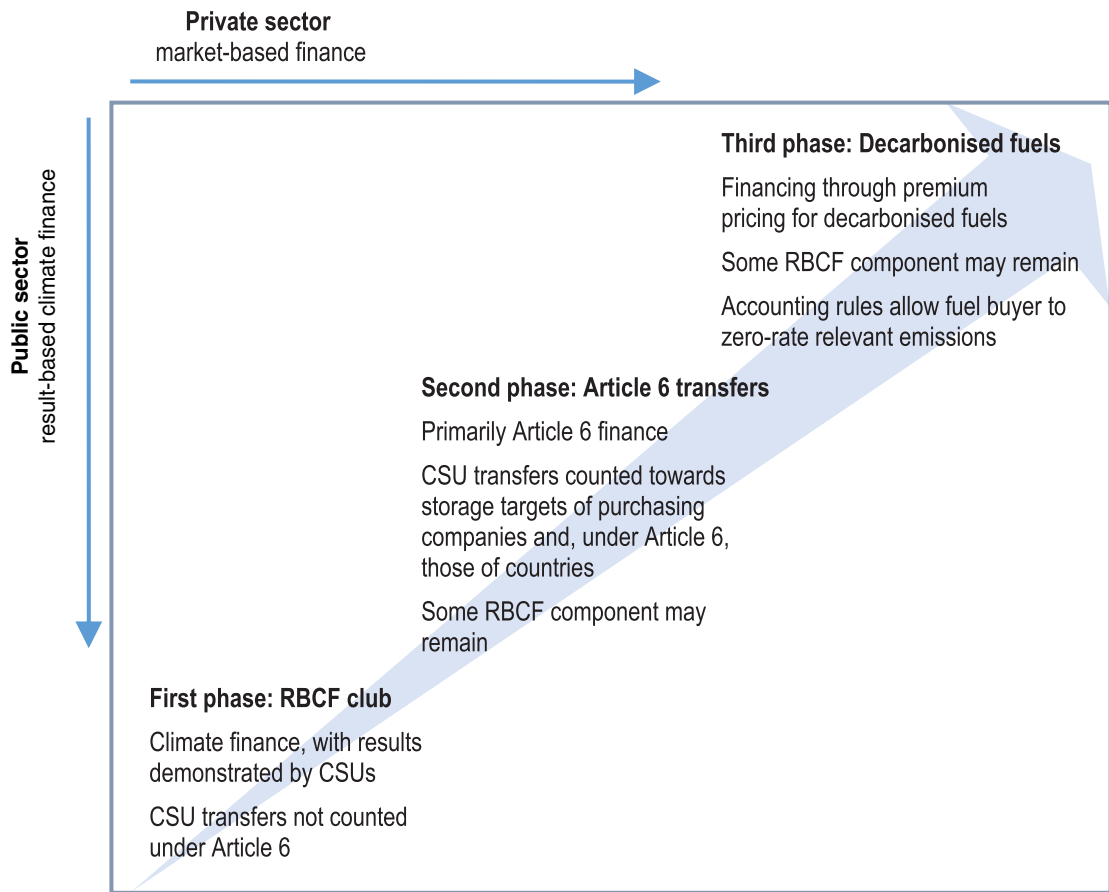 Private sector
market-based finance
Public sector
result-based climate finance
Third phase: Decarbonised fuels
Financing through premium
pricing for decarbonised fuels
Some RBCF component may remain
Accounting rules allow fuel buyer to
zero-rate relevant emissions
Second phase: Article 6 transfers
Primarily Article 6 finance
CSU transfers counted towards
storage targets of purchasing
companies and, under Article 6,
those of countries
Some RBCF component may
remain
First phase: RBCF club
Climate finance, with results
demonstrated by CSUs
CSU transfers not counted
under Article 6